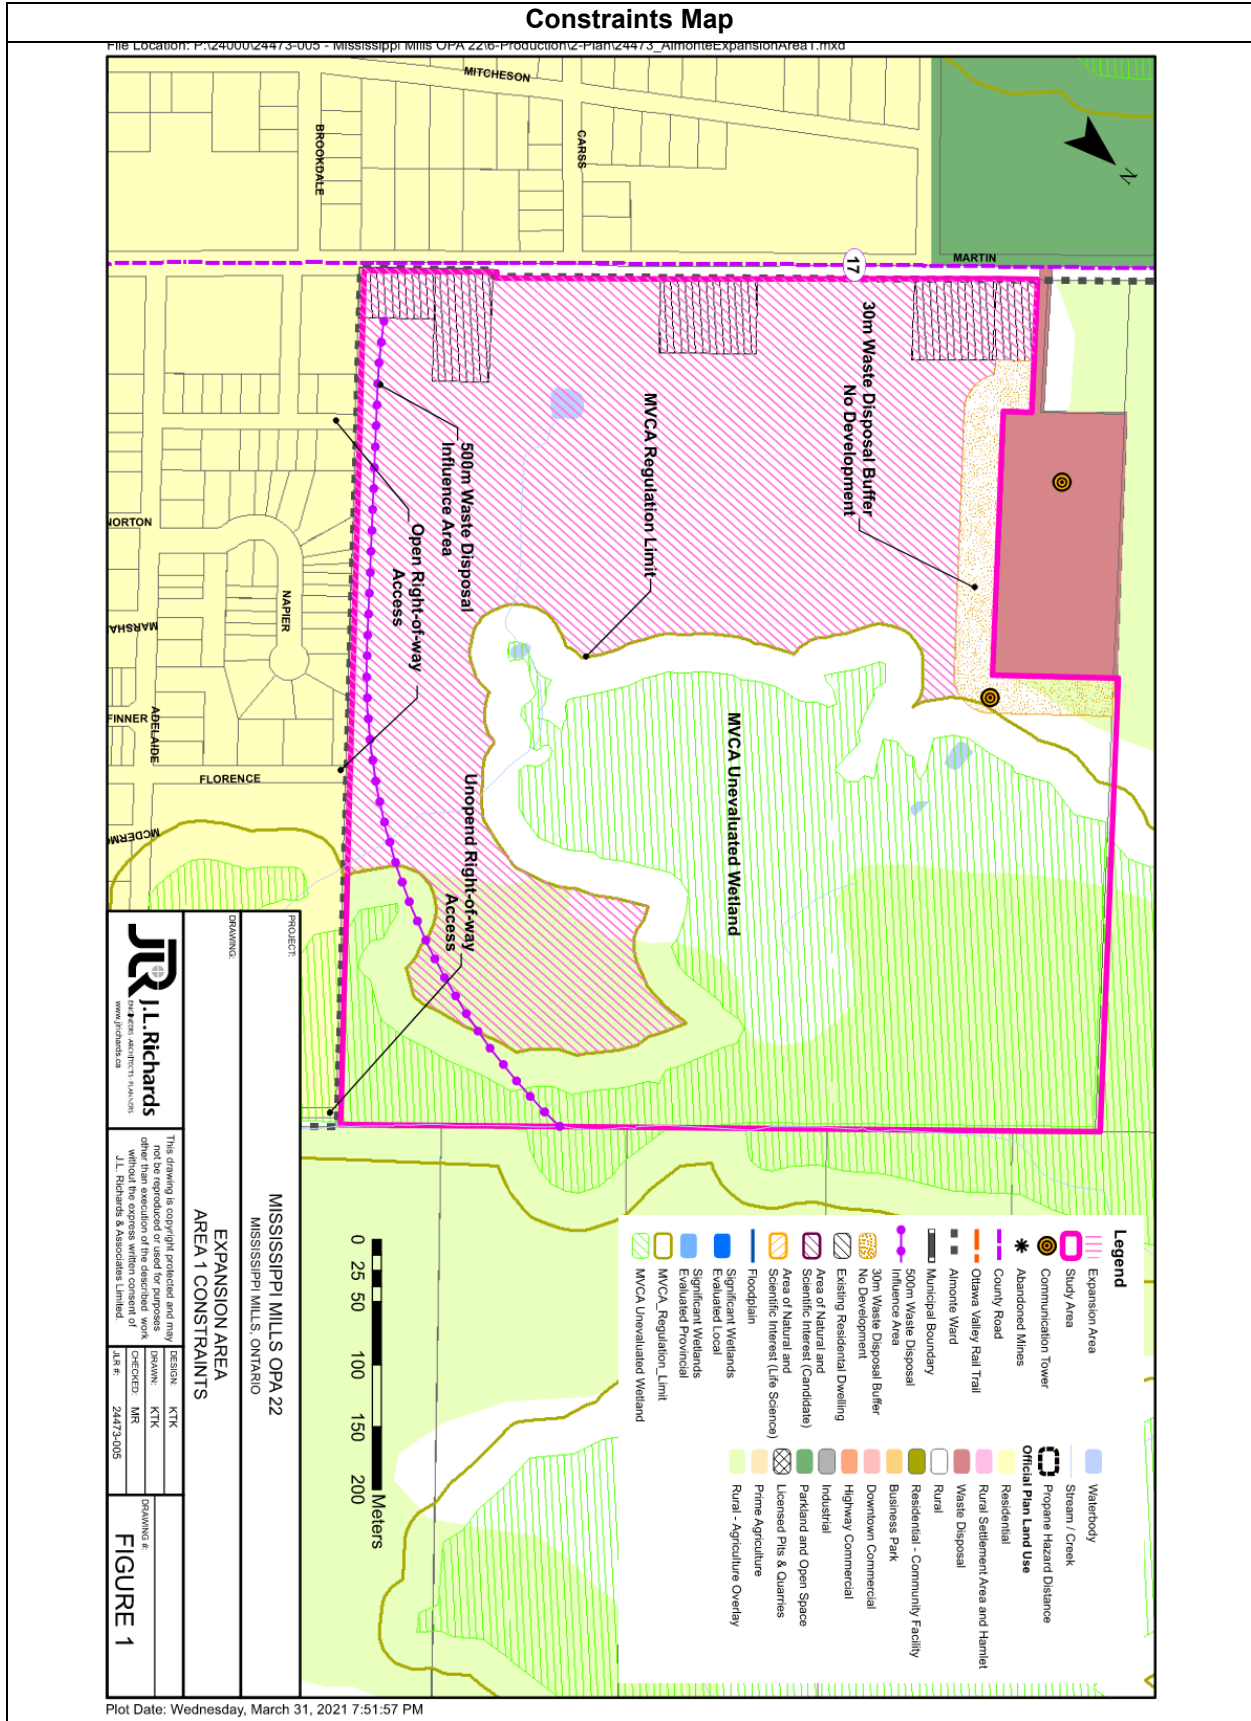 Constraints Map
File Location: P:\24000\24473-005 - Mississippi Mills OPA 22\6-Production\2-Plan\24473_AlmonteExpansionArea1.mxd
MITCHESON
BROOKDALE
CARSS
N
MARTIN
17
30m Waste Disposal Buffer
No Development
MVCA Regulation Limit
500m Waste Disposal
Influence Area
Open Right-of-way
Access
NORTON
NAPIER
MARSHA
FINNER
ADELAIDE
FLORENCE
MCDERMO
MVCA Unevaluated Wetland
Unopend Right-of-way
Access
Legend
Expansion Area
Study Area
Communication Tower
Abandoned Mines
County Road
Ottawa Valley Rail Trail
Almonte Ward
Municipal Boundary
500m Waste Disposal
Influence Area
30m Waste Disposal Buffer
No Development
Existing Residential Dwelling
Area of Natural and
Scientific Interest (Candidate)
Area of Natural and
Scientific Interest (Life Science)
Floodplain
Significant Wetlands
Evaluated Local
Significant Wetlands
Evaluated Provincial
MVCA_Regulation_Limit
MVCA Unevaluated Wetland
Waterbody
Stream / Creek
Propane Hazard Distance
Official Plan Land Use
Residential
Rural Settlement Area and Hamlet
Waste Disposal
Rural
Residential - Community Facility
Business Park
Downtown Commercial
Highway Commercial
Industrial
Parkland and Open Space
Licensed Pits & Quarries
Prime Agriculture
Rural - Agriculture Overlay
0 25 50 100 150 200
Meters
PROJECT:
MISSISSIPPI MILLS OPA 22
MISSISSIPPI MILLS, ONTARIO
DRAWING:
EXPANSION AREA
AREA 1 CONSTRAINTS
JLR J.L.Richards
ENGINEERS·ARCHITECTS·PLANNERS
www.jlrichards.ca
This drawing is copyright protected and may
not be reproduced or used for purposes
other than execution of the described work
without the express written consent of
J.L. Richards & Associates Limited.
DESIGN: KTK
DRAWN: KTK
CHECKED: MR
JLR #: 24473-005
DRAWING #:
FIGURE 1
Plot Date: Wednesday, March 31, 2021 7:51:57 PM